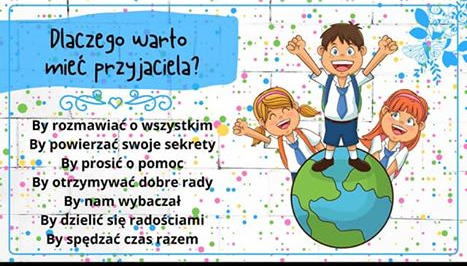 Dlaczego warto
mieć przyjaciela?
By rozmawiać o wszystkim
By powierzać swoje sekrety
By prosić o pomoc
By otrzymywać dobre rady
By nam wybaczał
By dzielić się radościami
By spędzać czas razem